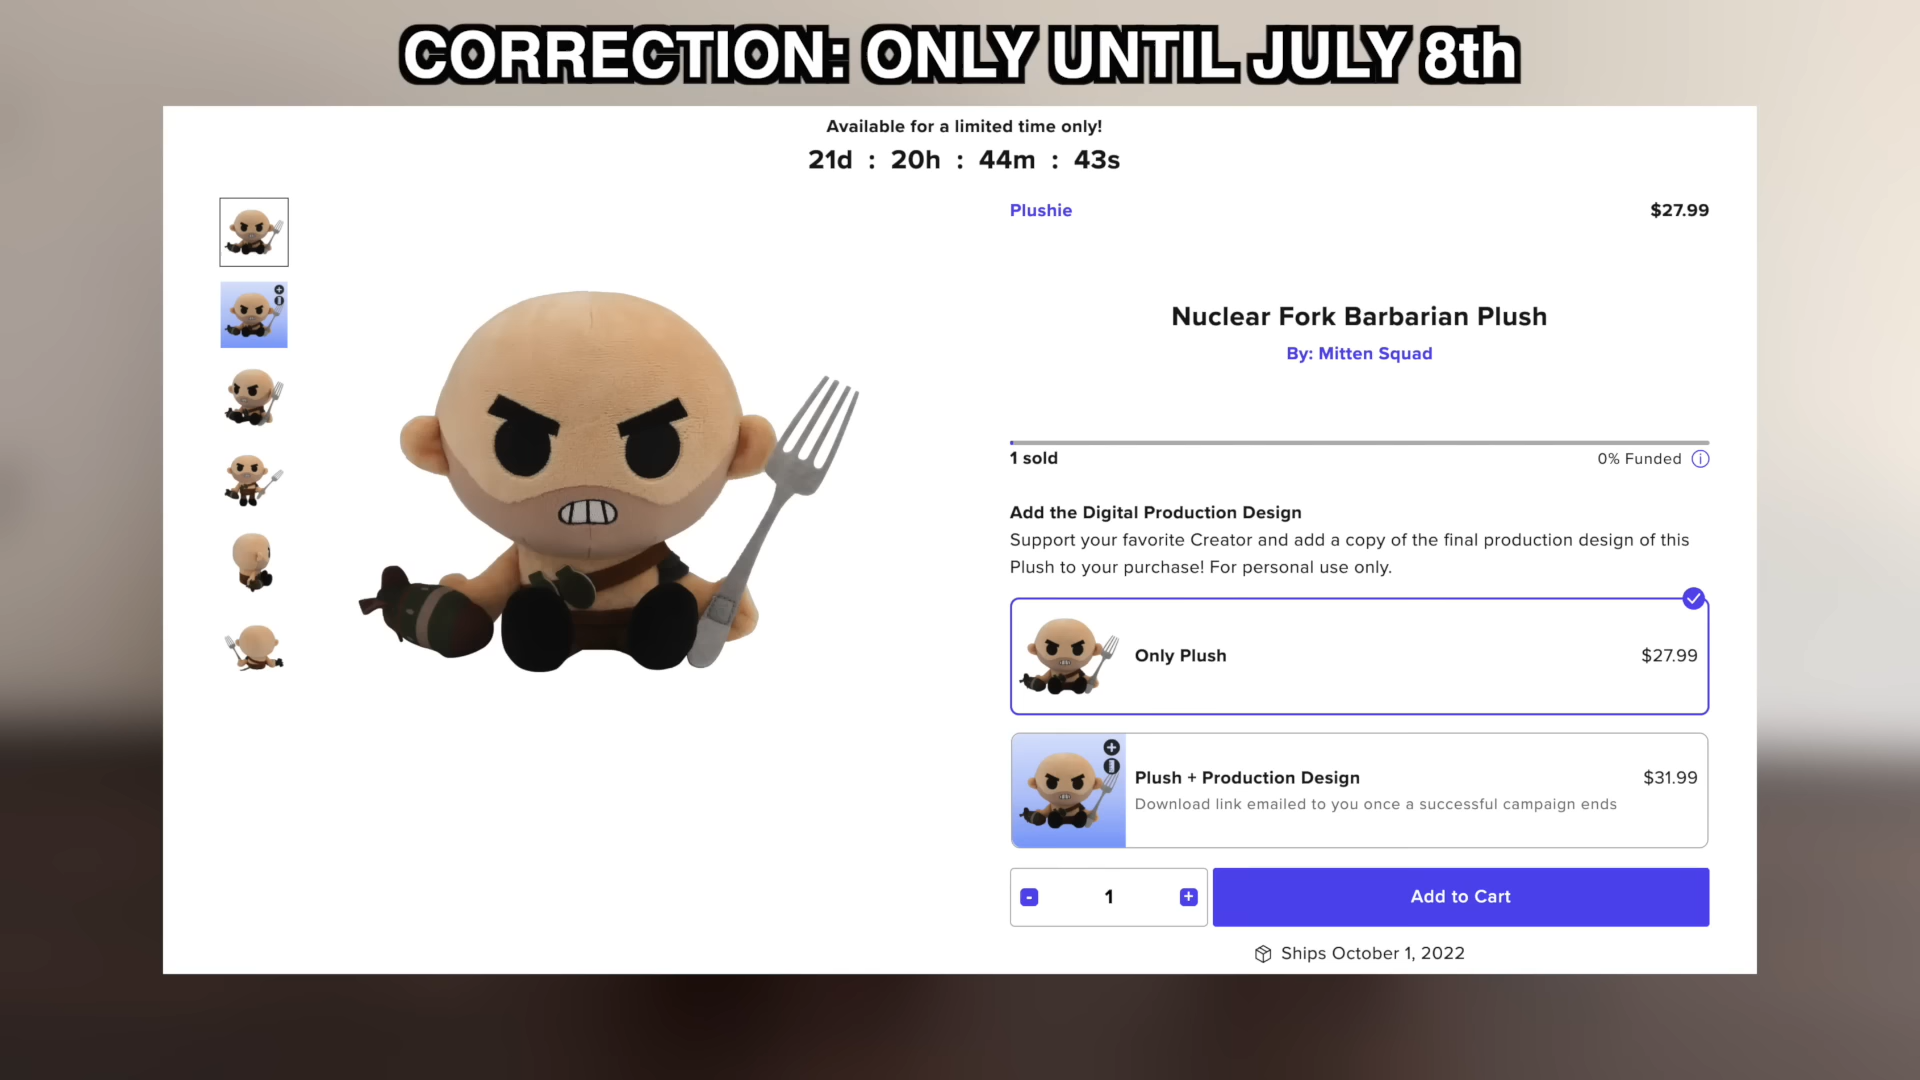 CORRECTION: ONLY UNTIL JULY 8th
Available for a limited time only!
21d : 20h : 44m : 43s
Plushie
$27.99
Nuclear Fork Barbarian Plush
By: Mitten Squad
1 sold
0% Funded
Add the Digital Production Design
Support your favorite Creator and add a copy of the final production design of this
Plush to your purchase! For personal use only.
Only Plush
$27.99
Plush + Production Design
$31.99
Download link emailed to you once a successful campaign ends
- 1 +
Add to Cart
Ships October 1, 2022